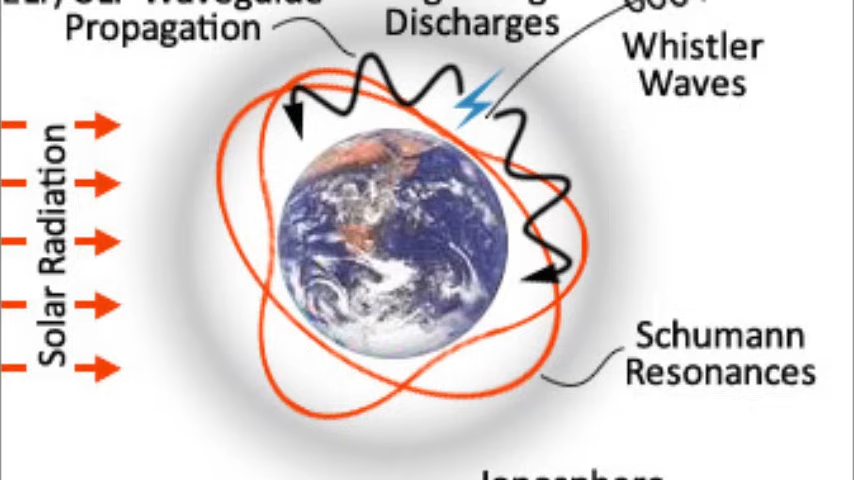 Propagation
Discharges
Whistler
Waves
Solar Radiation
Schumann
Resonances